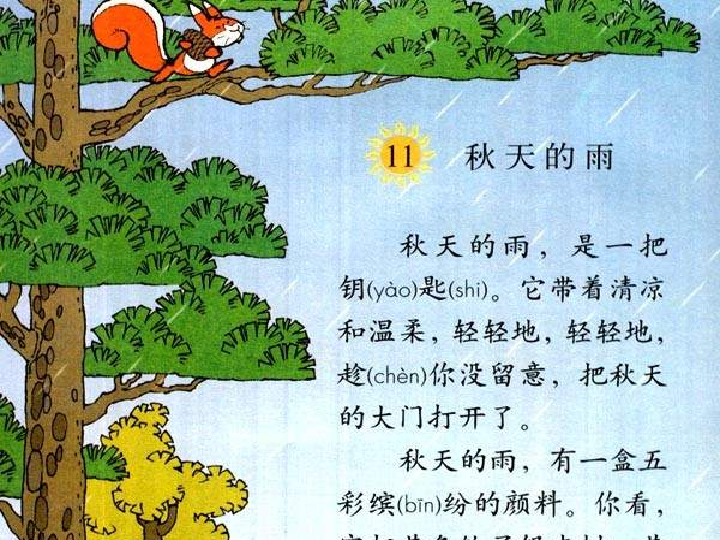 11 秋天的雨
秋天的雨，是一把
钥(yào)匙(shi)。它带着清凉
和温柔，轻轻地，轻轻地，
趁(chèn)你没留意，把秋天
的大门打开了。
秋天的雨，有一盒五
彩缤(bīn)纷的颜料。你看，